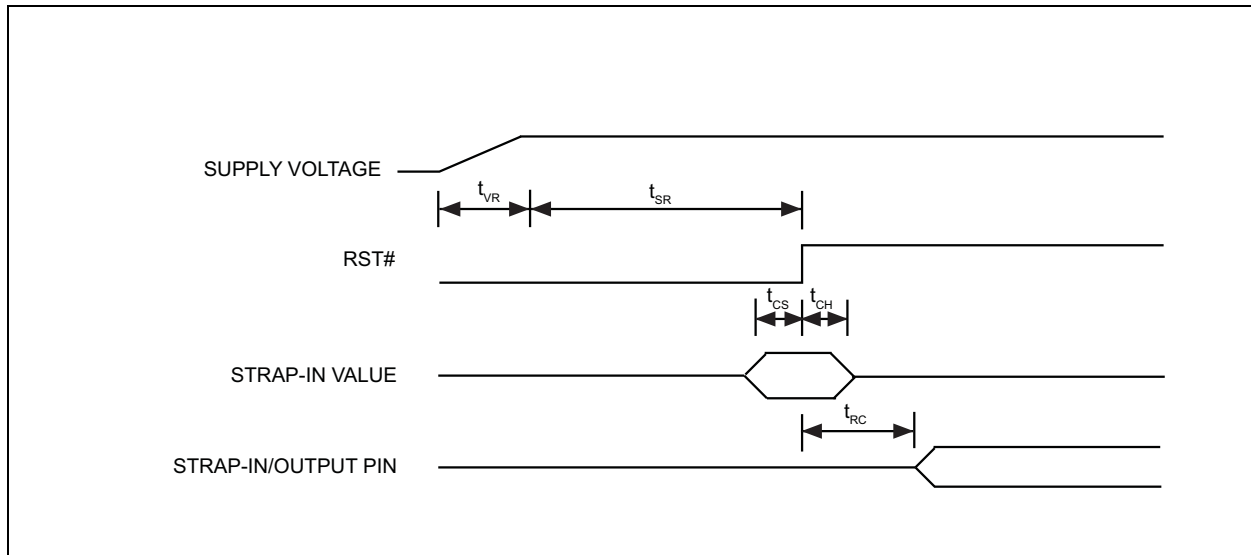 SUPPLY VOLTAGE
tVR
tSR
RST#
tCS
tCH
STRAP-IN VALUE
tRC
STRAP-IN/OUTPUT PIN